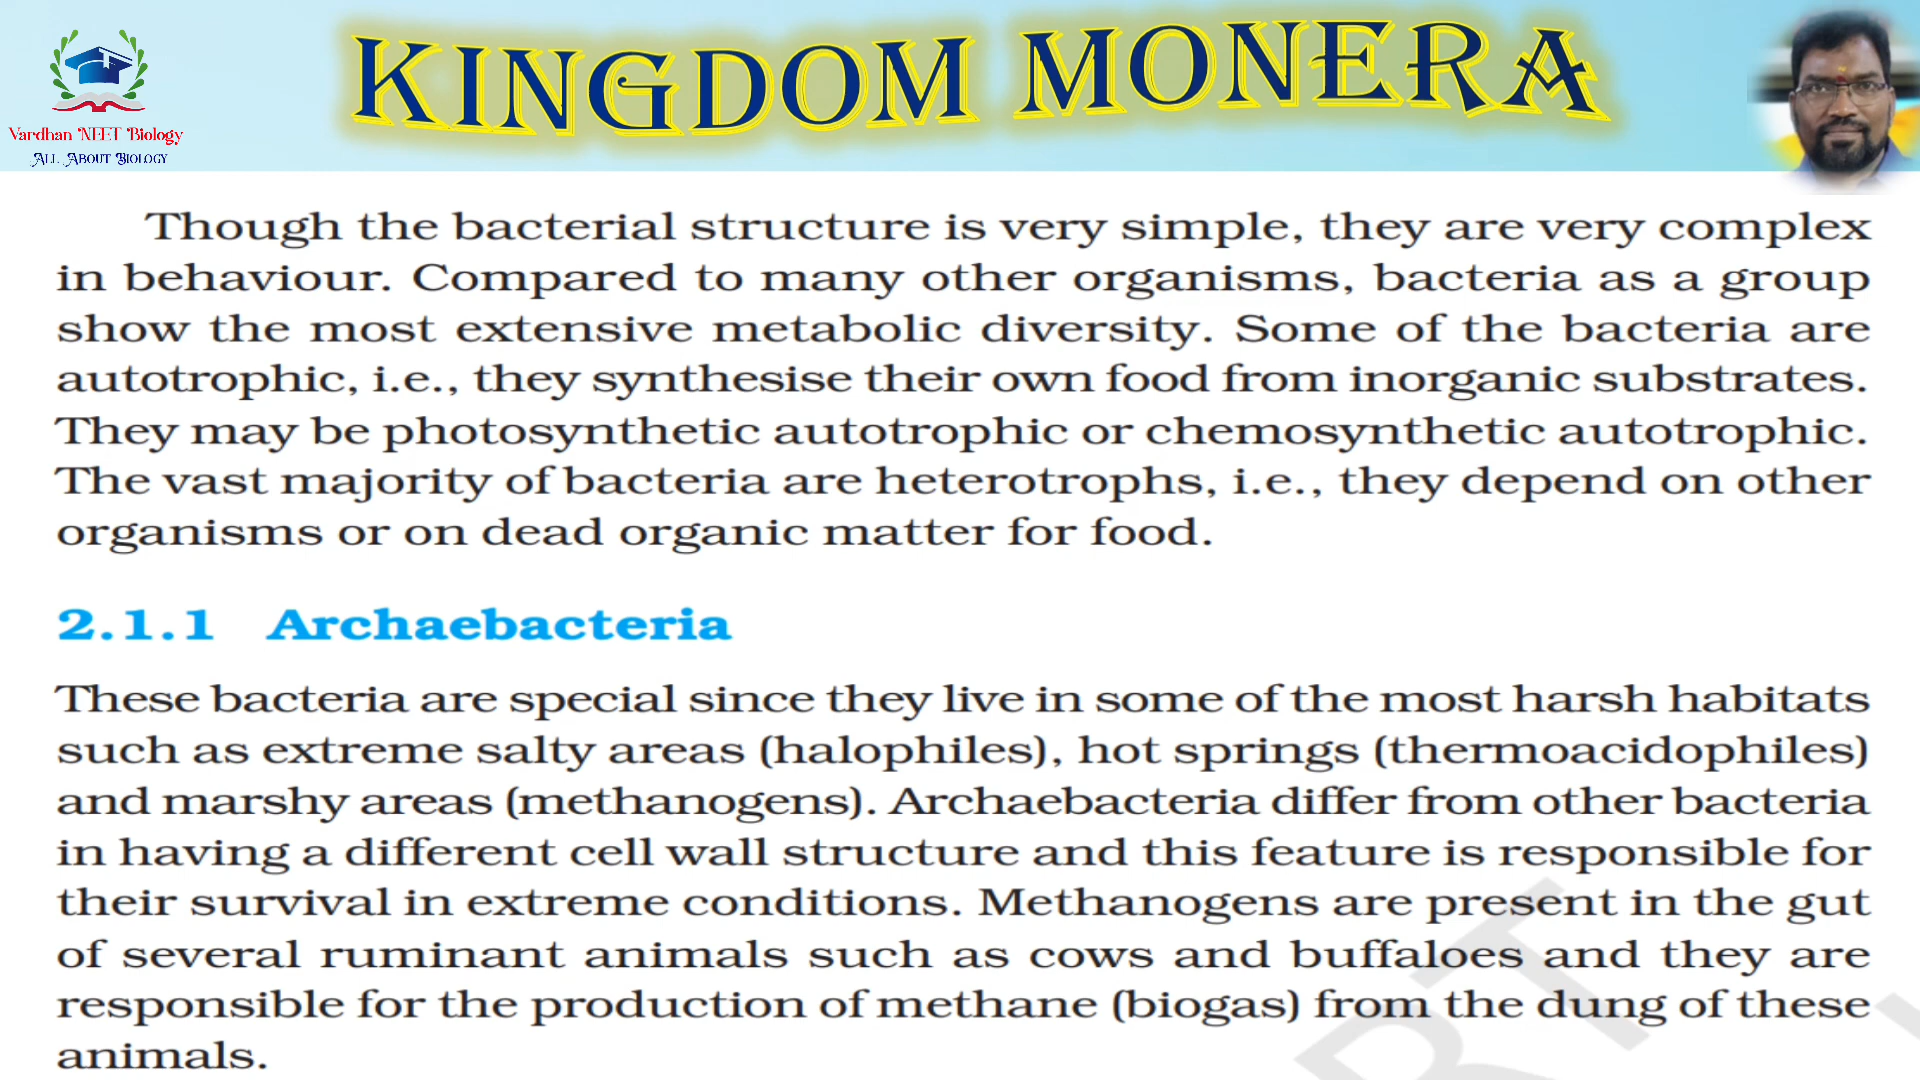 KINGDOM MONERA
Vardhan NEET Biology
All About Biology
Though the bacterial structure is very simple, they are very complex
in behaviour. Compared to many other organisms, bacteria as a group
show the most extensive metabolic diversity. Some of the bacteria are
autotrophic, i.e., they synthesise their own food from inorganic substrates.
They may be photosynthetic autotrophic or chemosynthetic autotrophic.
The vast majority of bacteria are heterotrophs, i.e., they depend on other
organisms or on dead organic matter for food.
2.1.1 Archaebacteria
These bacteria are special since they live in some of the most harsh habitats
such as extreme salty areas (halophiles), hot springs (thermoacidophiles)
and marshy areas (methanogens). Archaebacteria differ from other bacteria
in having a different cell wall structure and this feature is responsible for
their survival in extreme conditions. Methanogens are present in the gut
of several ruminant animals such as cows and buffaloes and they are
responsible for the production of methane (biogas) from the dung of these
animals.